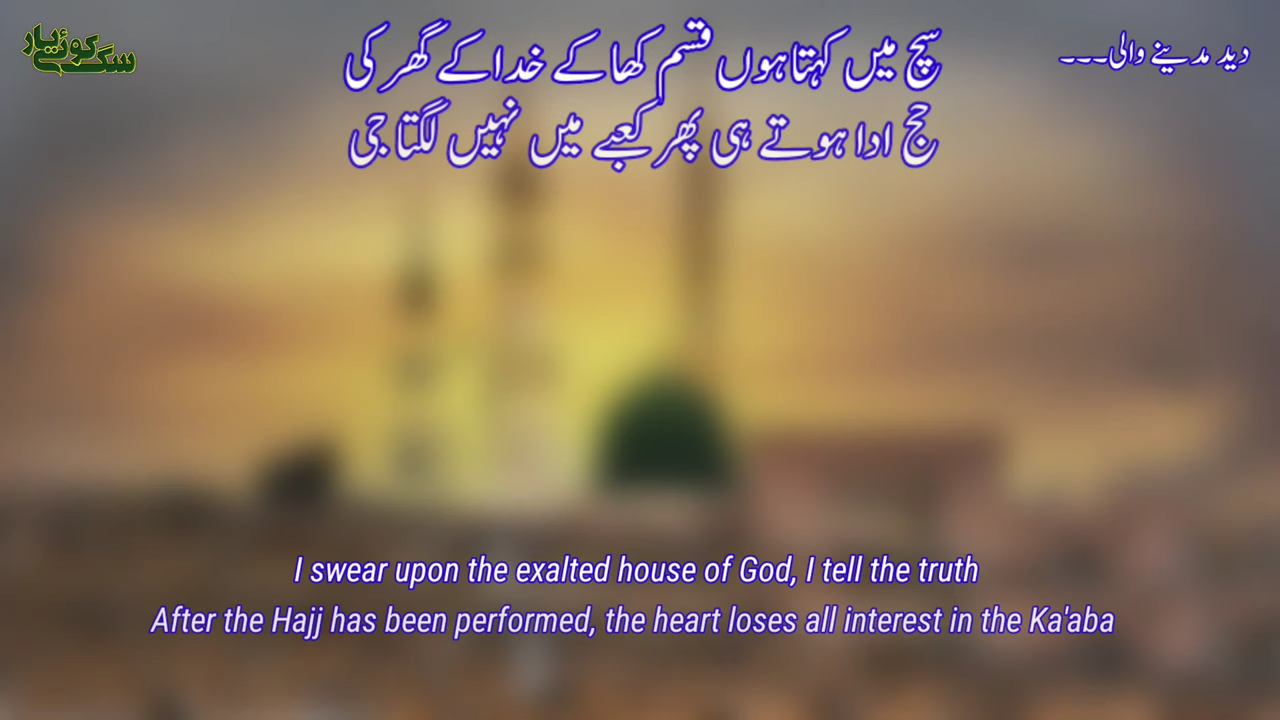 سگِ کوئے یار
دید مدینے والی۔۔۔
سچ میں کہتا ہوں قسم کھا کے خدا کے گھر کی
حج ادا ہوتے ہی پھر کعبے میں نہیں لگتا جی
I swear upon the exalted house of God, I tell the truth
After the Hajj has been performed, the heart loses all interest in the Ka'aba